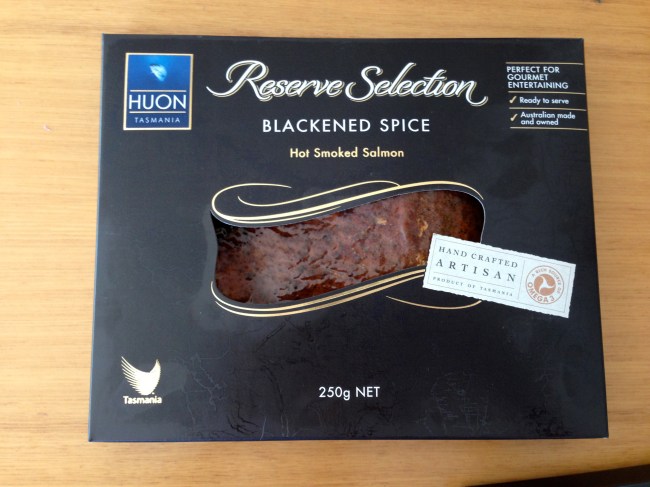 HUON
TASMANIA
Reserve Selection
BLACKENED SPICE
Hot Smoked Salmon
PERFECT FOR
GOURMET
ENTERTAINING
Ready to serve
Australian made
and owned
HAND CRAFTED
ARTISAN
PRODUCT OF TASMANIA
OMEGA 3
Tasmania
250g NET